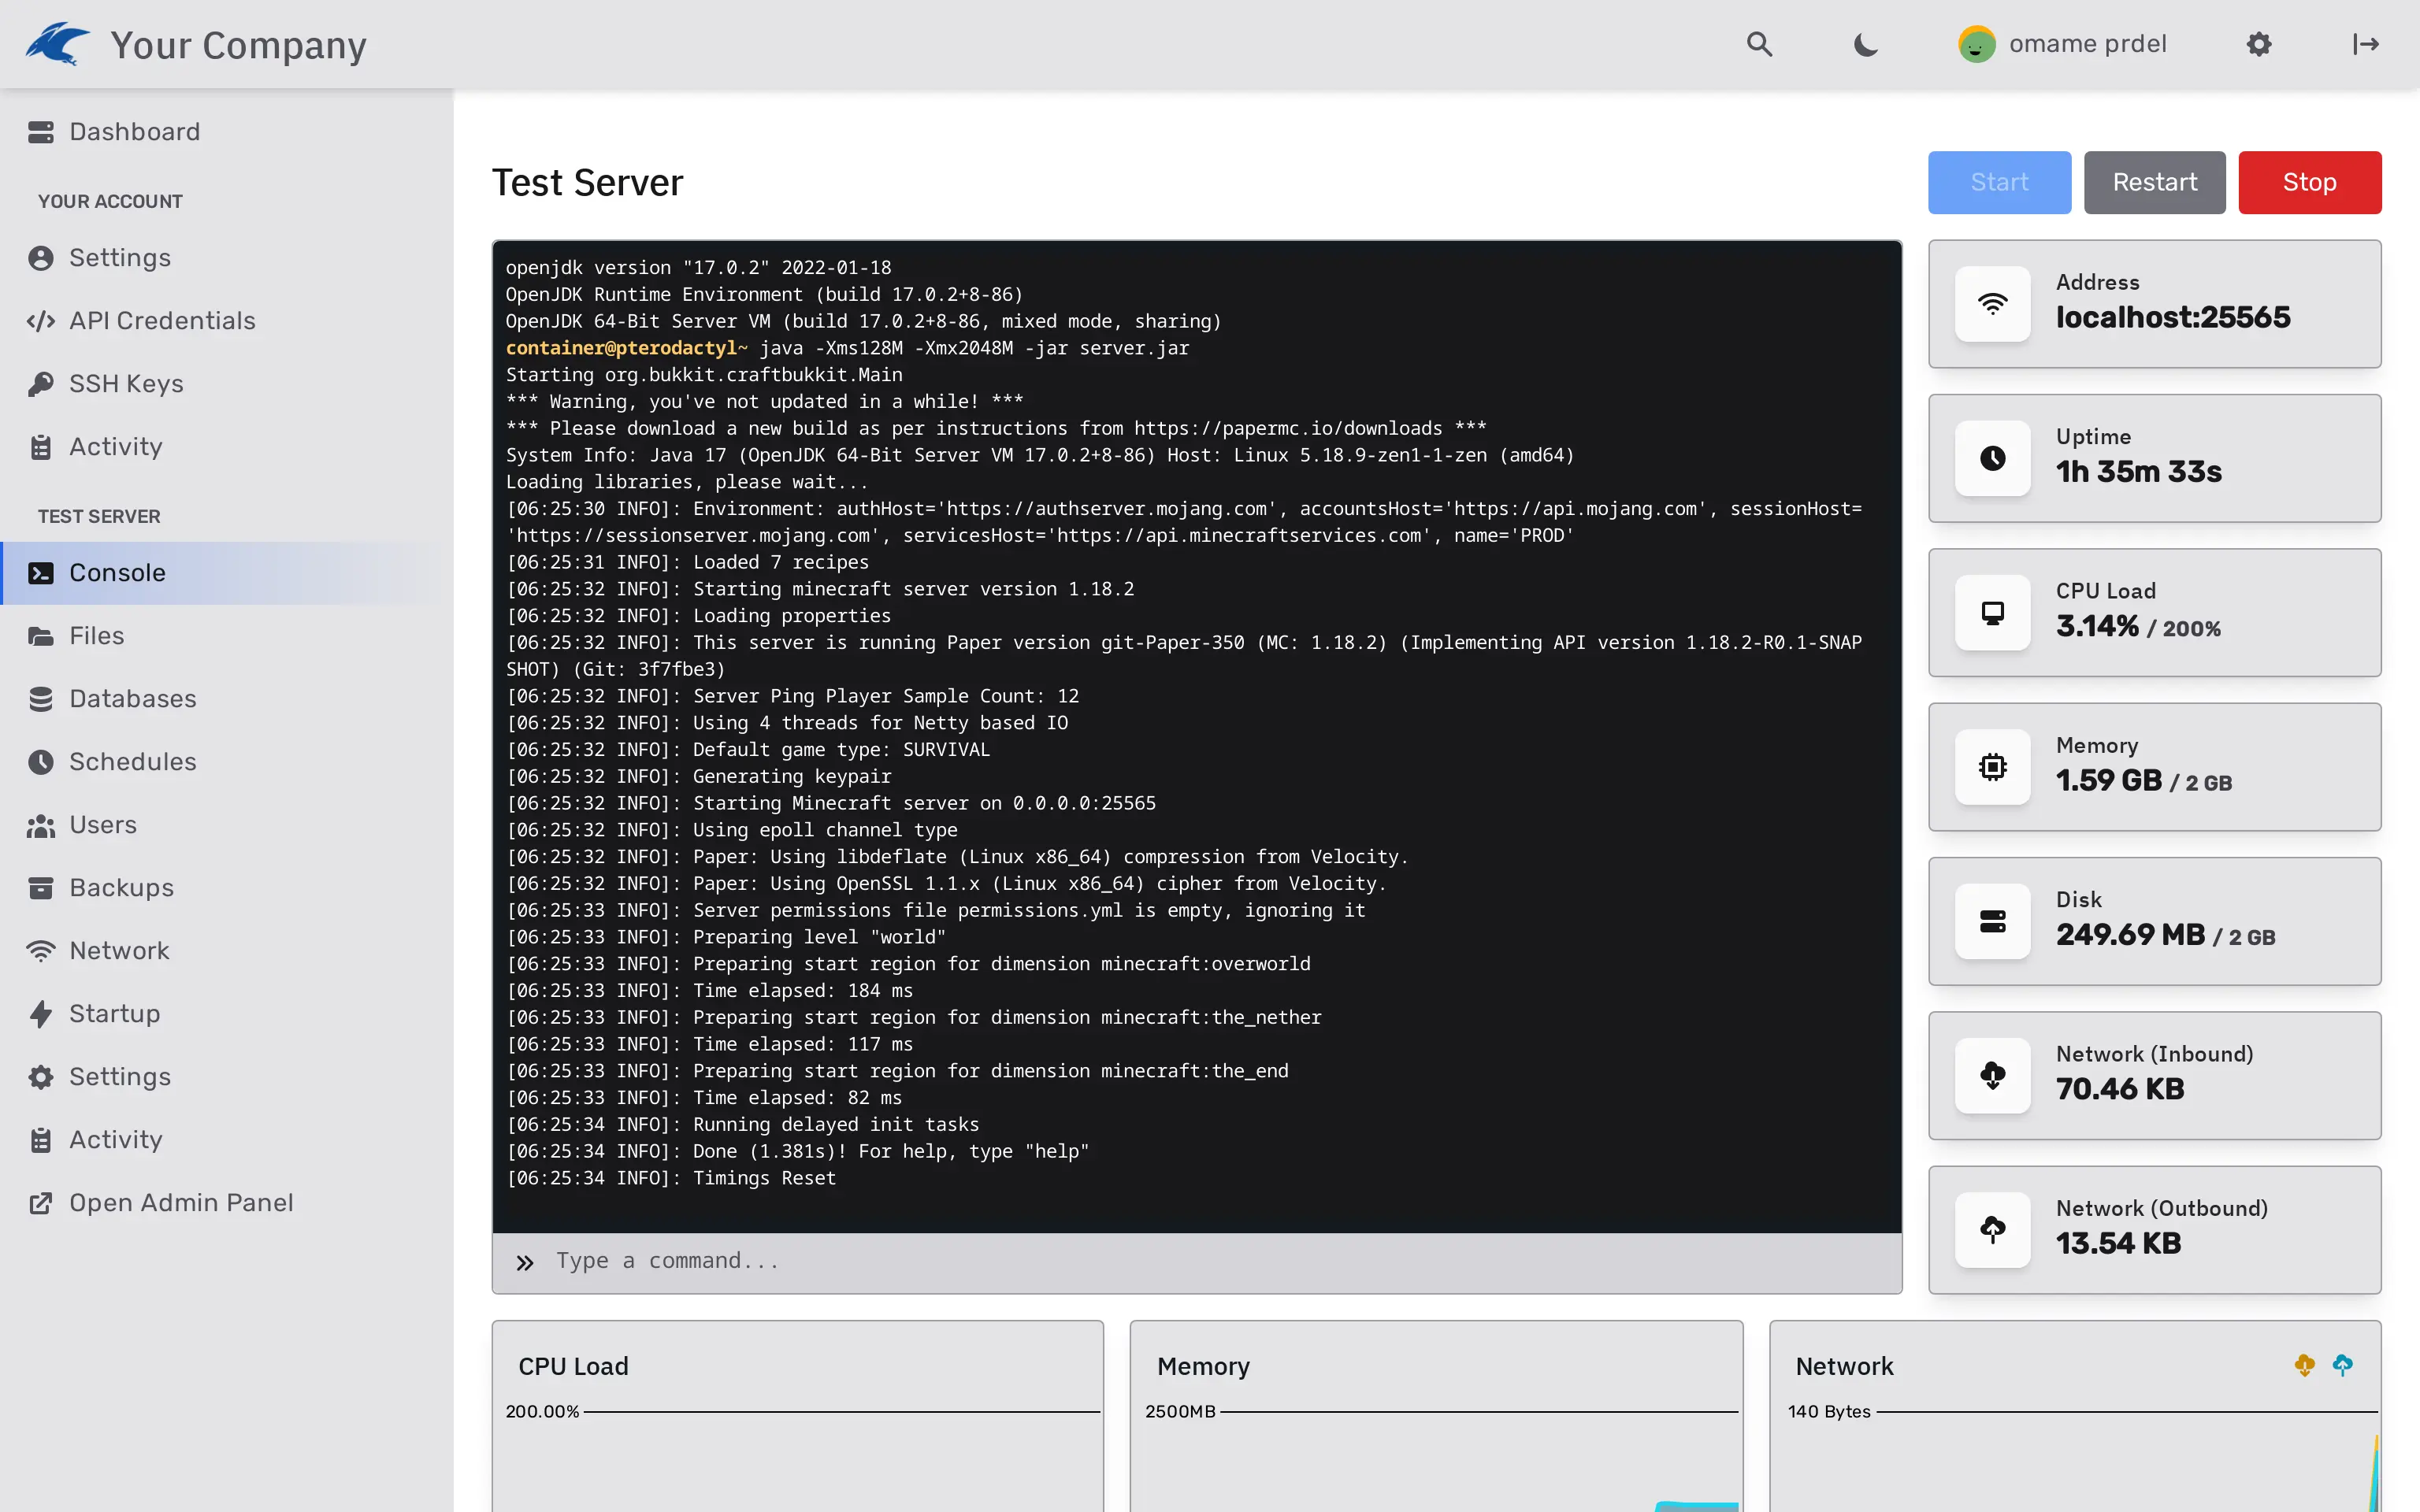 Your Company
omame prdel
Dashboard
YOUR ACCOUNT
Settings
API Credentials
SSH Keys
Activity
TEST SERVER
Console
Files
Databases
Schedules
Users
Backups
Network
Startup
Settings
Activity
Open Admin Panel
Test Server
Start
Restart
Stop
openjdk version "17.0.2" 2022-01-18
OpenJDK Runtime Environment (build 17.0.2+8-86)
OpenJDK 64-Bit Server VM (build 17.0.2+8-86, mixed mode, sharing)
container@pterodactyl~ java -Xms128M -Xmx2048M -jar server.jar
Starting org.bukkit.craftbukkit.Main
*** Warning, you've not updated in a while! ***
*** Please download a new build as per instructions from https://papermc.io/downloads ***
System Info: Java 17 (OpenJDK 64-Bit Server VM 17.0.2+8-86) Host: Linux 5.18.9-zen1-1-zen (amd64)
Loading libraries, please wait...
[06:25:30 INFO]: Environment: authHost='https://authserver.mojang.com', accountsHost='https://api.mojang.com', sessionHost=
'https://sessionserver.mojang.com', servicesHost='https://api.minecraftservices.com', name='PROD'
[06:25:31 INFO]: Loaded 7 recipes
[06:25:32 INFO]: Starting minecraft server version 1.18.2
[06:25:32 INFO]: Loading properties
[06:25:32 INFO]: This server is running Paper version git-Paper-350 (MC: 1.18.2) (Implementing API version 1.18.2-R0.1-SNAP
SHOT) (Git: 3f7fbe3)
[06:25:32 INFO]: Server Ping Player Sample Count: 12
[06:25:32 INFO]: Using 4 threads for Netty based IO
[06:25:32 INFO]: Default game type: SURVIVAL
[06:25:32 INFO]: Generating keypair
[06:25:32 INFO]: Starting Minecraft server on 0.0.0.0:25565
[06:25:32 INFO]: Using epoll channel type
[06:25:32 INFO]: Paper: Using libdeflate (Linux x86_64) compression from Velocity.
[06:25:32 INFO]: Paper: Using OpenSSL 1.1.x (Linux x86_64) cipher from Velocity.
[06:25:33 INFO]: Server permissions file permissions.yml is empty, ignoring it
[06:25:33 INFO]: Preparing level "world"
[06:25:33 INFO]: Preparing start region for dimension minecraft:overworld
[06:25:33 INFO]: Time elapsed: 184 ms
[06:25:33 INFO]: Preparing start region for dimension minecraft:the_nether
[06:25:33 INFO]: Time elapsed: 117 ms
[06:25:33 INFO]: Preparing start region for dimension minecraft:the_end
[06:25:33 INFO]: Time elapsed: 82 ms
[06:25:34 INFO]: Running delayed init tasks
[06:25:34 INFO]: Done (1.381s)! For help, type "help"
[06:25:34 INFO]: Timings Reset
Type a command...
Address
localhost:25565
Uptime
1h 35m 33s
CPU Load
3.14% / 200%
Memory
1.59 GB / 2 GB
Disk
249.69 MB / 2 GB
Network (Inbound)
70.46 KB
Network (Outbound)
13.54 KB
CPU Load
200.00%
Memory
2500MB
Network
140 Bytes